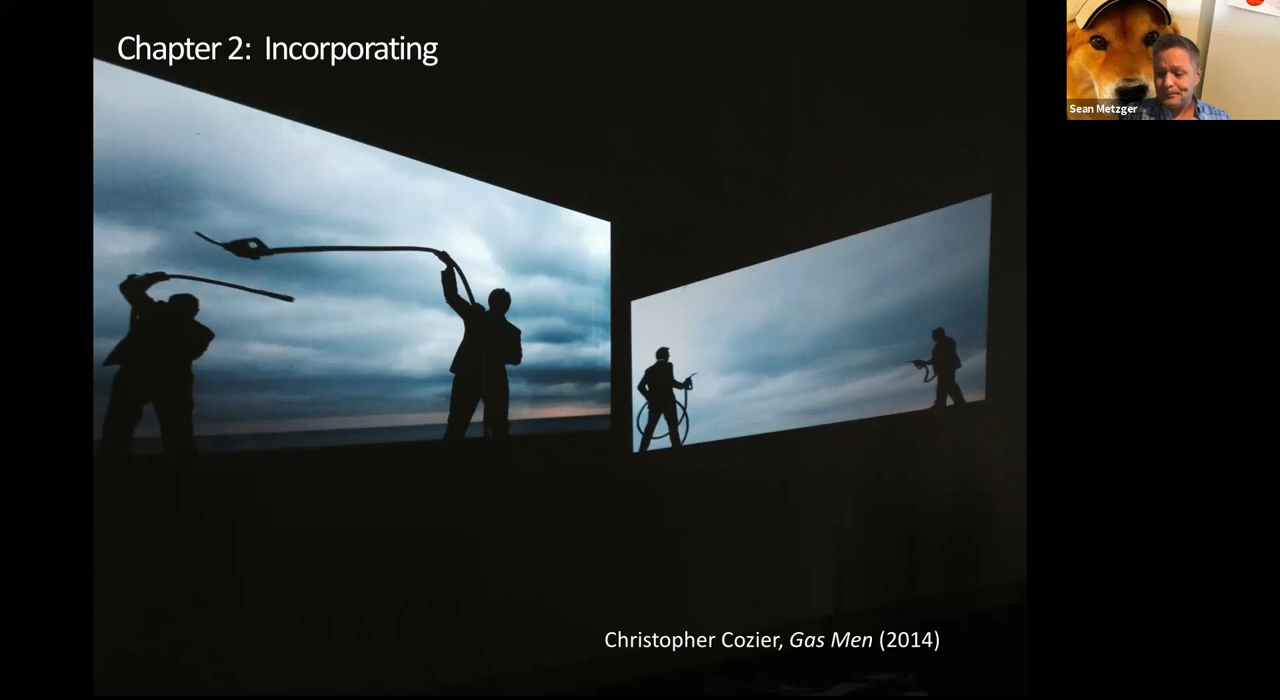 Chapter 2: Incorporating
Sean Metzger
Christopher Cozier, Gas Men (2014)